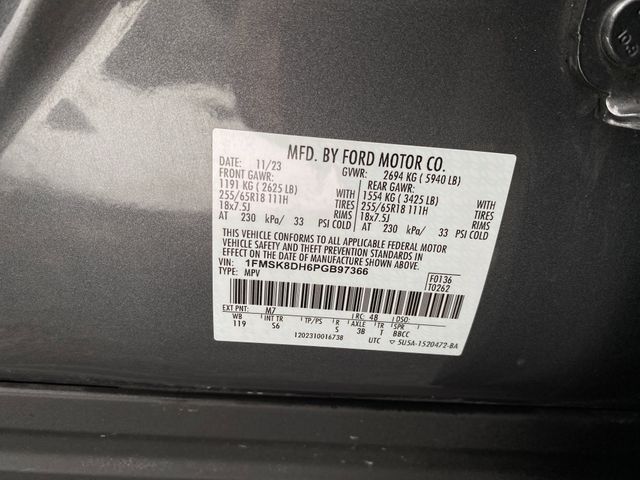 MFD. BY FORD MOTOR CO.
DATE: 11/23 GVWR: 2694 KG ( 5940 LB)
FRONT GAWR: REAR GAWR:
1191 KG ( 2625 LB) WITH 1554 KG ( 3425 LB) WITH
255/65R18 111H TIRES 255/65R18 111H TIRES
18x7.5J RIMS 18x7.5J RIMS
AT 230 kPa/ 33 PSI COLD AT 230 kPa/ 33 PSI COLD
THIS VEHICLE CONFORMS TO ALL APPLICABLE FEDERAL MOTOR
VEHICLE SAFETY AND THEFT PREVENTION STANDARDS IN
EFFECT ON THE DATE OF MANUFACTURE SHOWN ABOVE.
VIN: 1FMSK8DH6PGB97366
TYPE: MPV
F0136
T0262
EXT PNT: M7 RC: 48 DSO:
WB INT TR TP/PS R AXLE TR SPR
119 S6 S 3B T BBCC
1202310016738 UTC 5U5A-1520472-BA
10.9